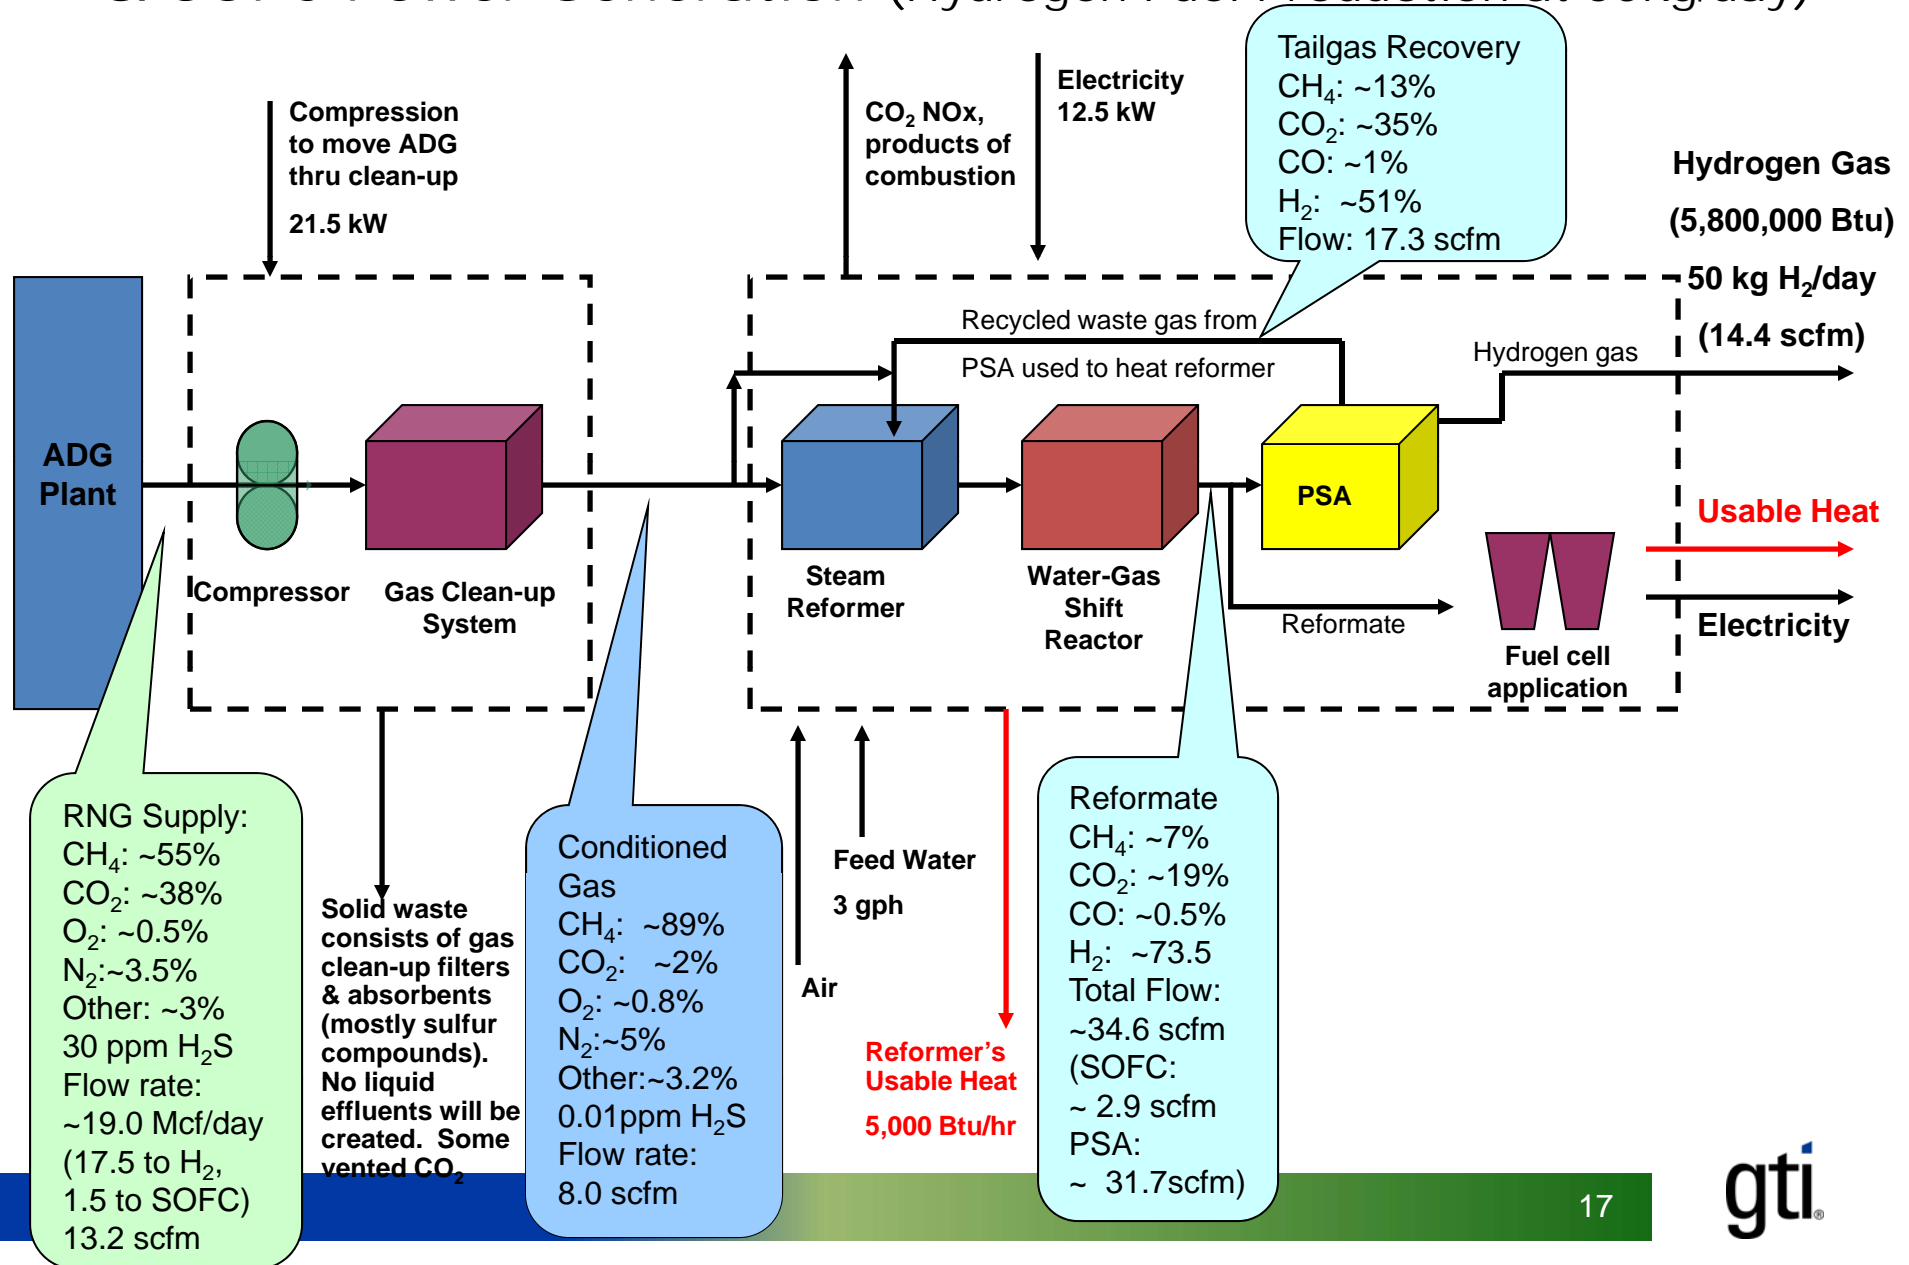 (Hydrogen Fuel Production at 50kg/day)
Compression
to move ADG
thru clean-up
21.5 kW
CO₂ NOx,
products of
combustion
Electricity
12.5 kW
Tailgas Recovery
CH₄: ~13%
CO₂: ~35%
CO: ~1%
H₂: ~51%
Flow: 17.3 scfm
Hydrogen Gas
(5,800,000 Btu)
50 kg H₂/day
(14.4 scfm)
Recycled waste gas from
PSA used to heat reformer
Hydrogen gas
ADG
Plant
Compressor
Gas Clean-up
System
Steam
Reformer
Water-Gas
Shift
Reactor
PSA
Reformate
Fuel cell
application
Usable Heat
Electricity
RNG Supply:
CH₄: ~55%
CO₂: ~38%
O₂: ~0.5%
N₂:~3.5%
Other: ~3%
30 ppm H₂S
Flow rate:
~19.0 Mcf/day
(17.5 to H₂,
1.5 to SOFC)
13.2 scfm
Solid waste
consists of gas
clean-up filters
& absorbents
(mostly sulfur
compounds).
No liquid
effluents will be
created. Some
vented CO₂
Conditioned
Gas
CH₄: ~89%
CO₂: ~2%
O₂: ~0.8%
N₂:~5%
Other:~3.2%
0.01ppm H₂S
Flow rate:
8.0 scfm
Air
Feed Water
3 gph
Reformer's
Usable Heat
5,000 Btu/hr
Reformate
CH₄: ~7%
CO₂: ~19%
CO: ~0.5%
H₂: ~73.5
Total Flow:
~34.6 scfm
(SOFC:
~ 2.9 scfm
PSA:
~ 31.7scfm)
17
gti®